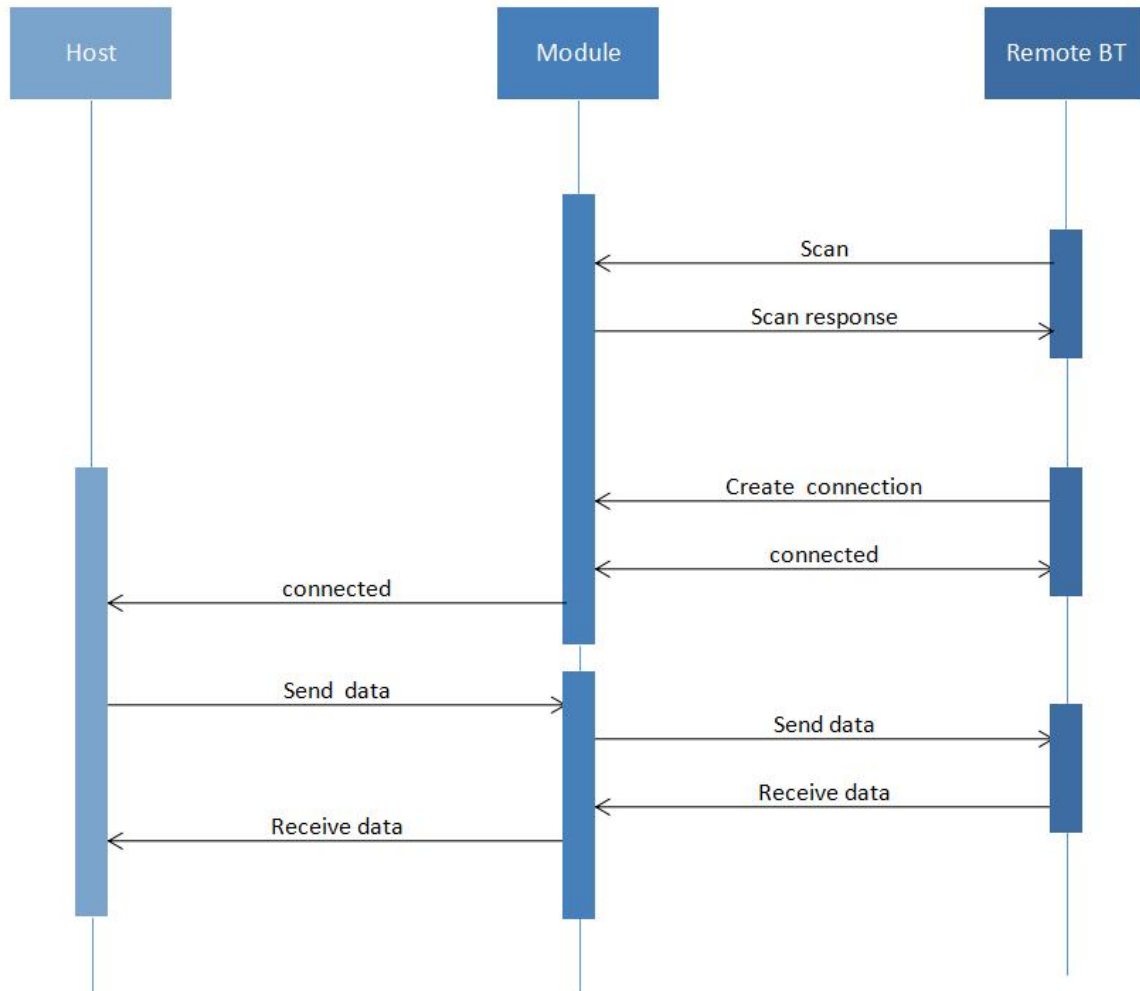 Host
Module
Remote BT
Scan
Scan response
Create connection
connected
connected
Send data
Send data
Receive data
Receive data